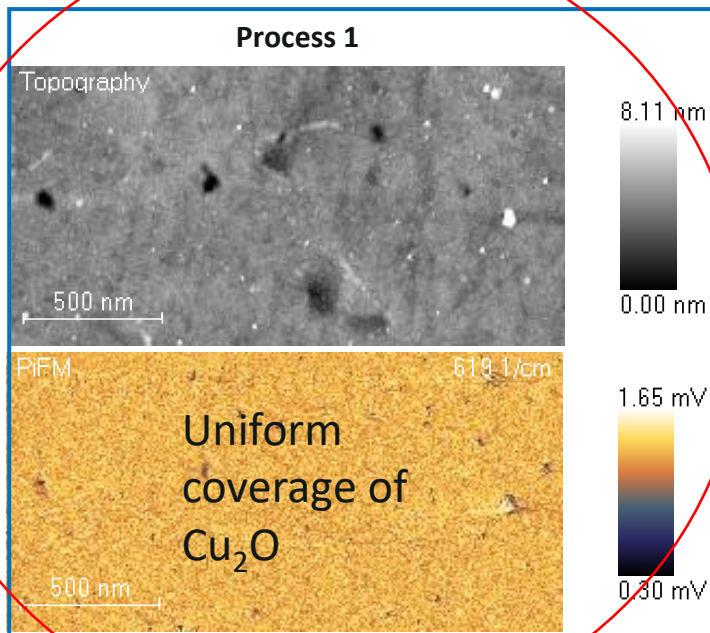 Process 1
Topography
8.11 nm
0.00 nm
500 nm
PiFM
619 1/cm
1.65 mV
0.30 mV
Uniform
coverage of
Cu₂O
500 nm